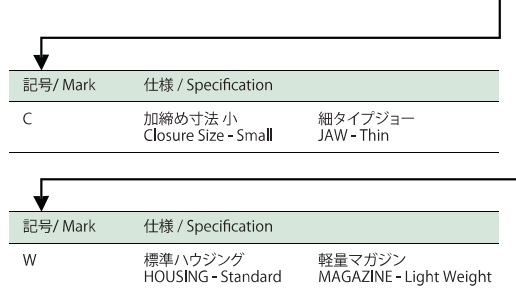 記号/ Mark 仕様 / Specification
C 加締め寸法 小 細タイプジョー
Closure Size - Small JAW - Thin
記号/ Mark 仕様 / Specification
W 標準ハウジング 軽量マガジン
HOUSING - Standard MAGAZINE - Light Weight